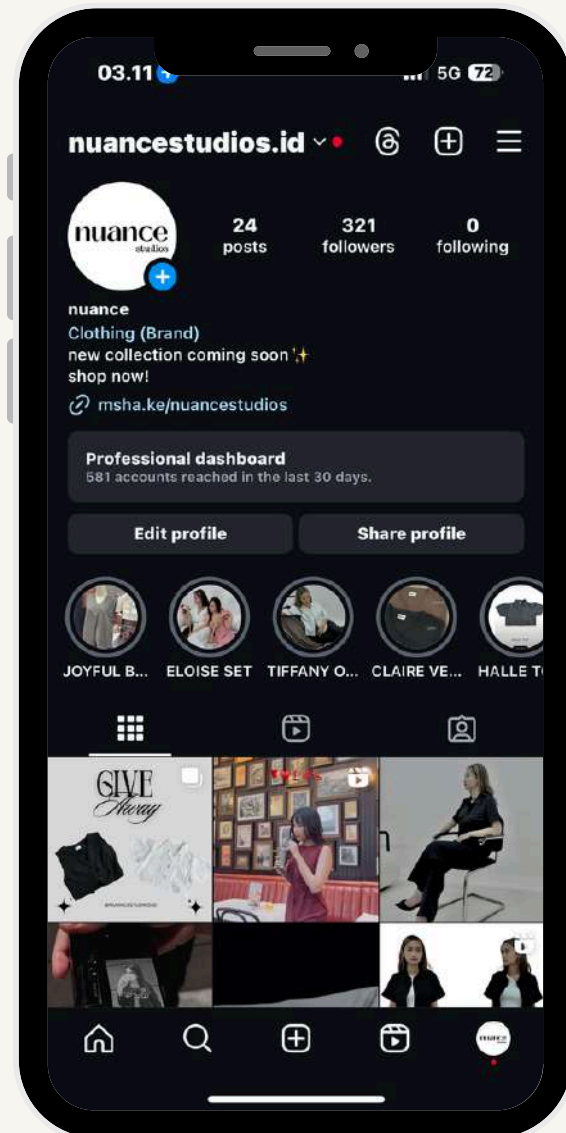 03.11
5G 72
nuancestudios.id
nuance
studios
24
posts
321
followers
0
following
nuance
Clothing (Brand)
new collection coming soon ✨
shop now!
msha.ke/nuancestudios
Professional dashboard
581 accounts reached in the last 30 days.
Edit profile
Share profile
JOYFUL B...
ELOISE SET
TIFFANY O...
CLAIRE VE...
HALLE T
GIVE
Away
nuance